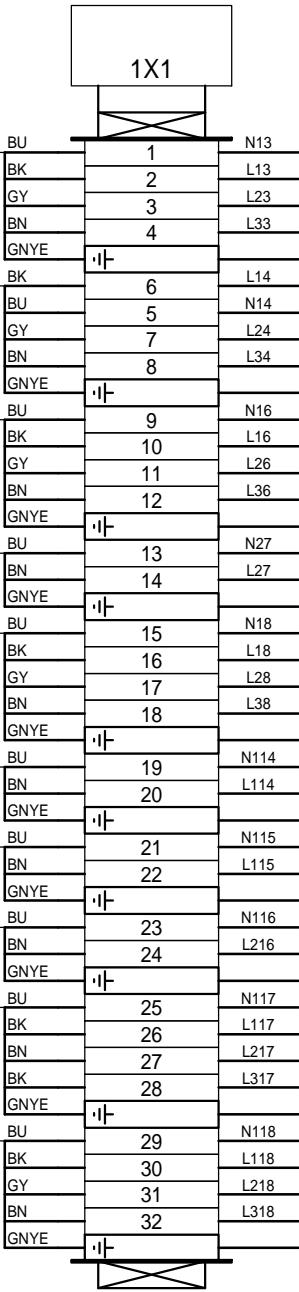 1X1
BU 1 N13
BK 2 L13
GY 3 L23
BN 4 L33
GNYE
BK 6 L14
BU 5 N14
GY 7 L24
BN 8 L34
GNYE
BU 9 N16
BK 10 L16
GY 11 L26
BN 12 L36
GNYE
BU 13 N27
BN 14 L27
GNYE
BU 15 N18
BK 16 L18
GY 17 L28
BN 18 L38
GNYE
BU 19 N114
BN 20 L114
GNYE
BU 21 N115
BN 22 L115
GNYE
BU 23 N116
BN 24 L216
GNYE
BU 25 N117
BK 26 L117
BN 27 L217
BK 28 L317
GNYE
BU 29 N118
BK 30 L118
GY 31 L218
BN 32 L318
GNYE